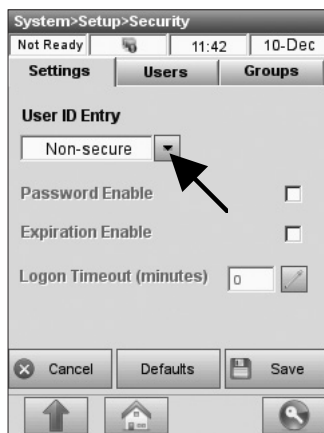 System>Setup>Security
Not Ready 11:42 10-Dec
Settings Users Groups
User ID Entry
Non-secure
Password Enable
Expiration Enable
Logon Timeout (minutes) 0
Cancel Defaults Save